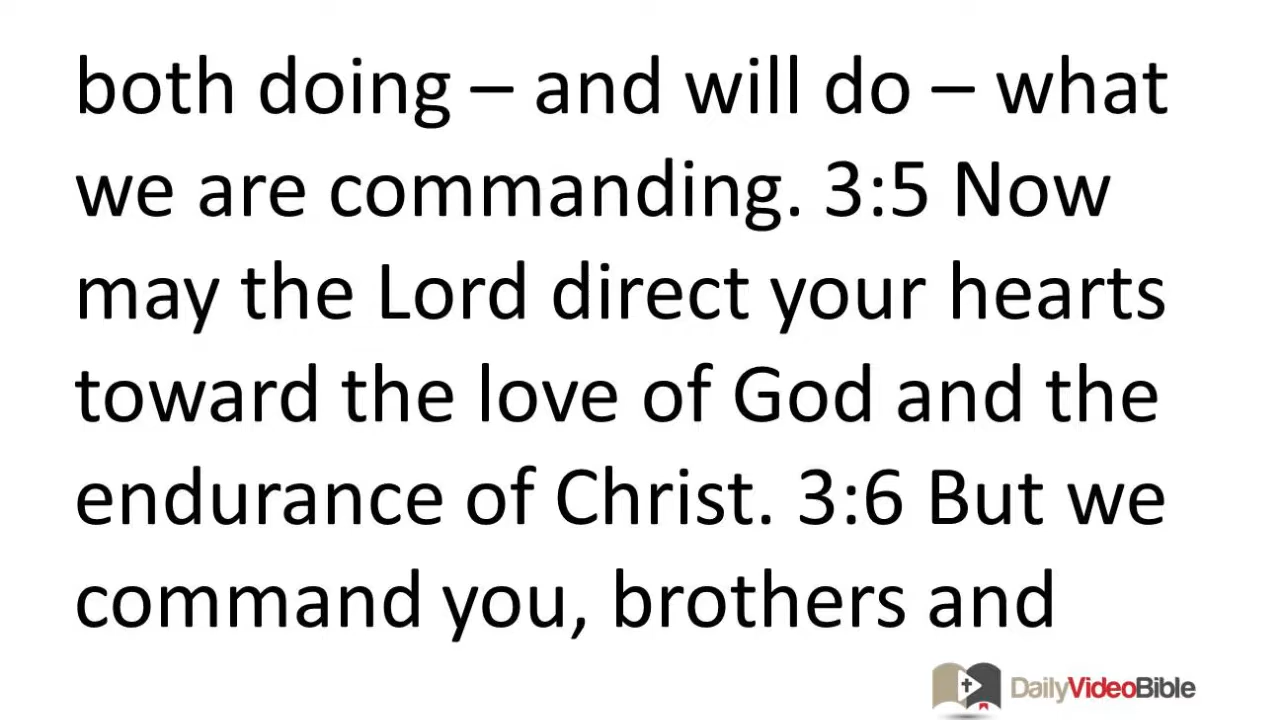 both doing – and will do – what
we are commanding. 3:5 Now
may the Lord direct your hearts
toward the love of God and the
endurance of Christ. 3:6 But we
command you, brothers and
DailyVideoBible